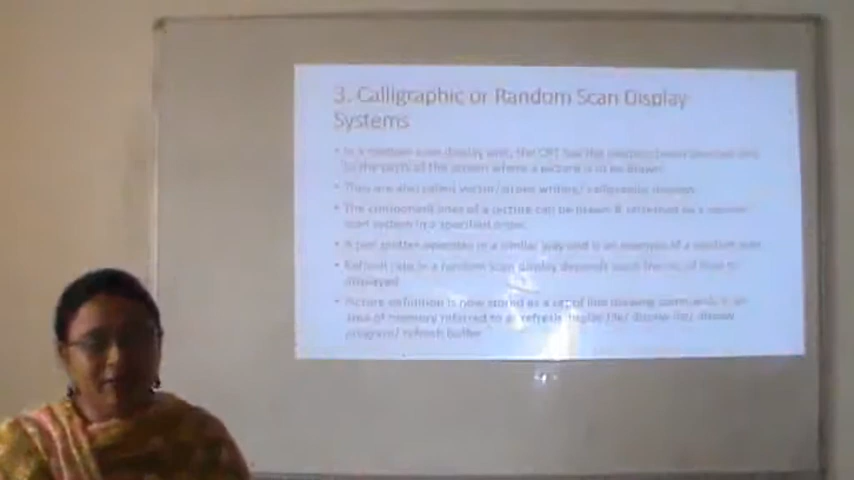 3. Calligraphic or Random Scan Display
Systems
• In a random scan display unit, the CRT has the electron beam directed only
to the parts of the screen where a picture is to be drawn.
• They are also called vector/ stroke writing/ calligraphic displays.
• The component lines of a picture can be drawn & refreshed by a random
scan system in a specified order.
• A pen plotter operates in a similar way and is an example of a random scan
• Refresh rate in a random scan display depends upon the no. of lines to
displayed
• Picture definition is now stored as a set of line drawing commands in an
area of memory referred to as refresh display file/ display list/ display
program/ refresh buffer